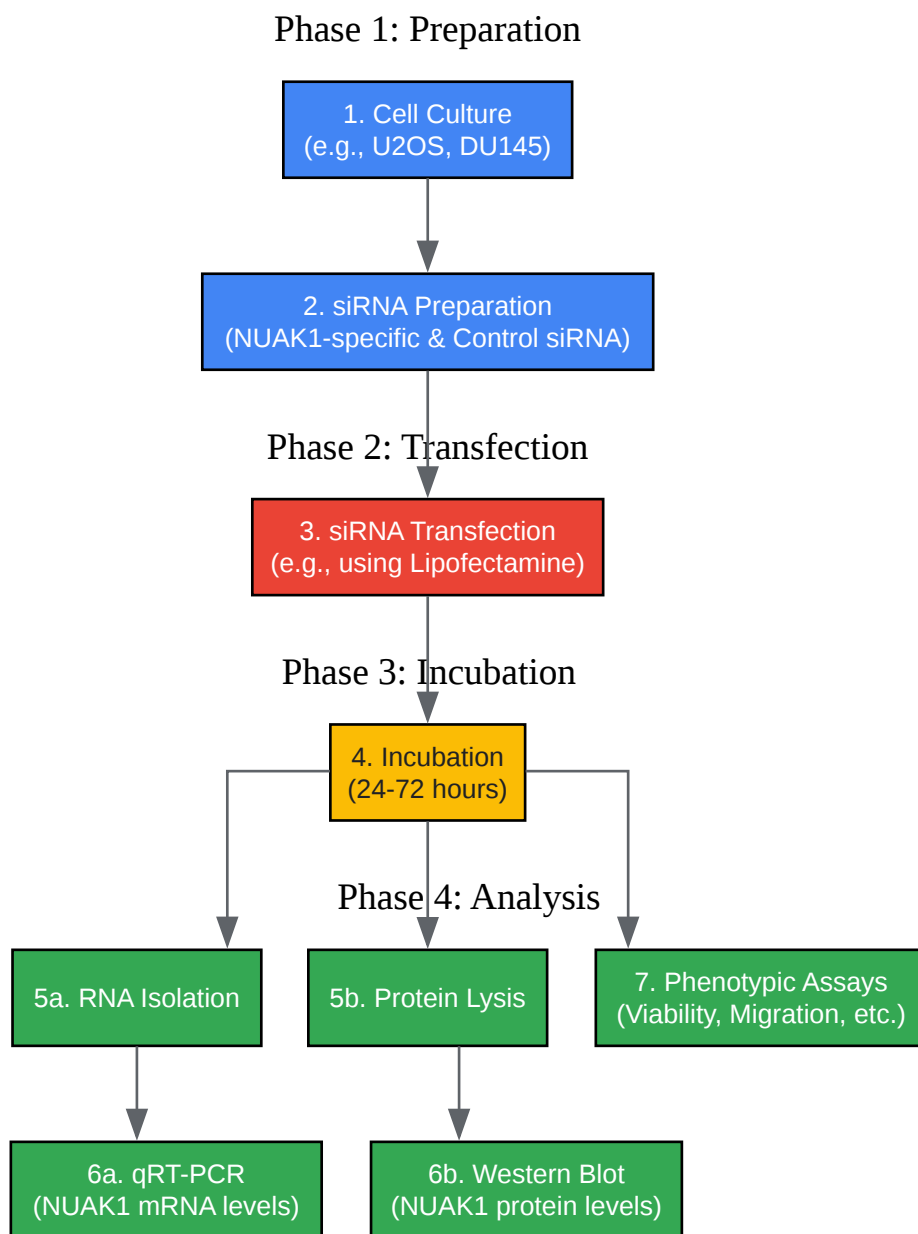 Phase 1: Preparation
1. Cell Culture
(e.g., U2OS, DU145)
2. siRNA Preparation
(NUAK1-specific & Control siRNA)
Phase 2: Transfection
3. siRNA Transfection
(e.g., using Lipofectamine)
Phase 3: Incubation
4. Incubation
(24-72 hours)
Phase 4: Analysis
5a. RNA Isolation
5b. Protein Lysis
7. Phenotypic Assays
(Viability, Migration, etc.)
6a. qRT-PCR
(NUAK1 mRNA levels)
6b. Western Blot
(NUAK1 protein levels)